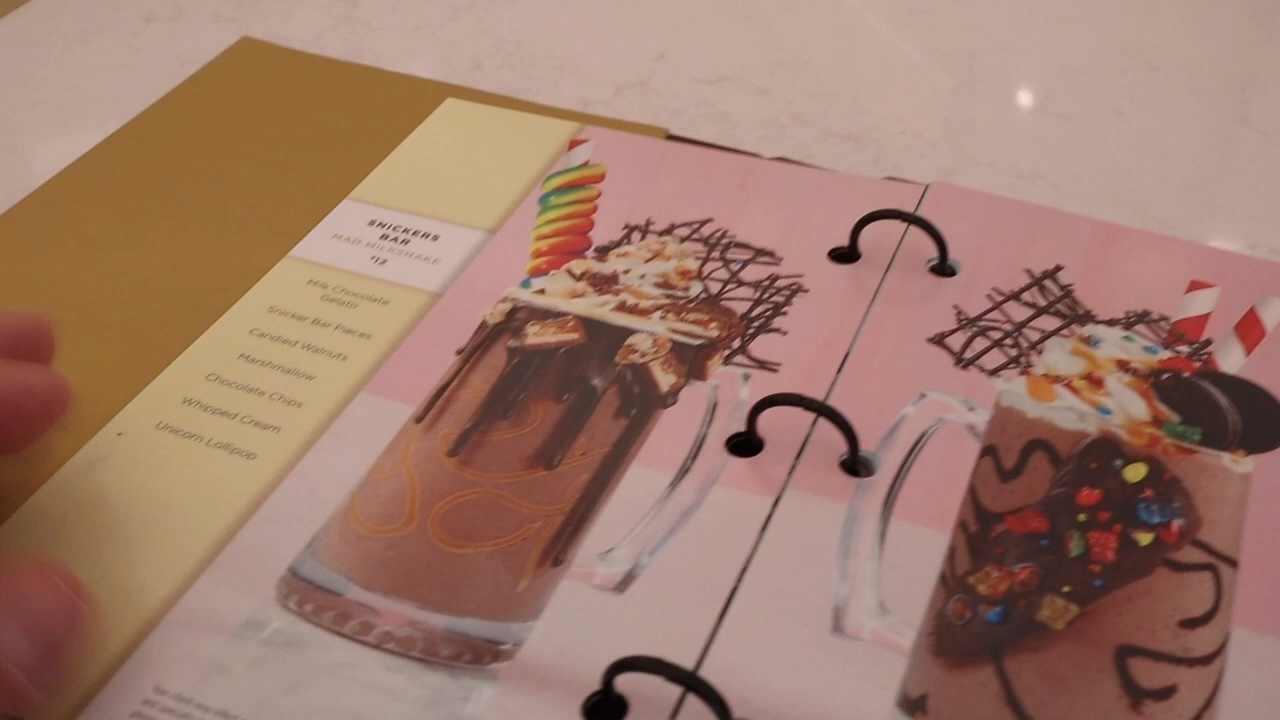 SNICKERS
BAR
MAD MILKSHAKE
$12
Milk Chocolate
Gelato
Snicker Bar Pieces
Candied Walnuts
Marshmallow
Chocolate Chips
Whipped Cream
Unicorn Lollipop